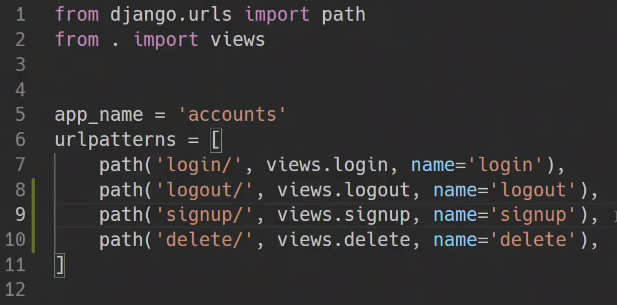 1 from django.urls import path
2 from . import views
3
4
5 app_name = 'accounts'
6 urlpatterns = [
7     path('login/', views.login, name='login'),
8     path('logout/', views.logout, name='logout'),
9     path('signup/', views.signup, name='signup'),
10     path('delete/', views.delete, name='delete'),
11 ]
12